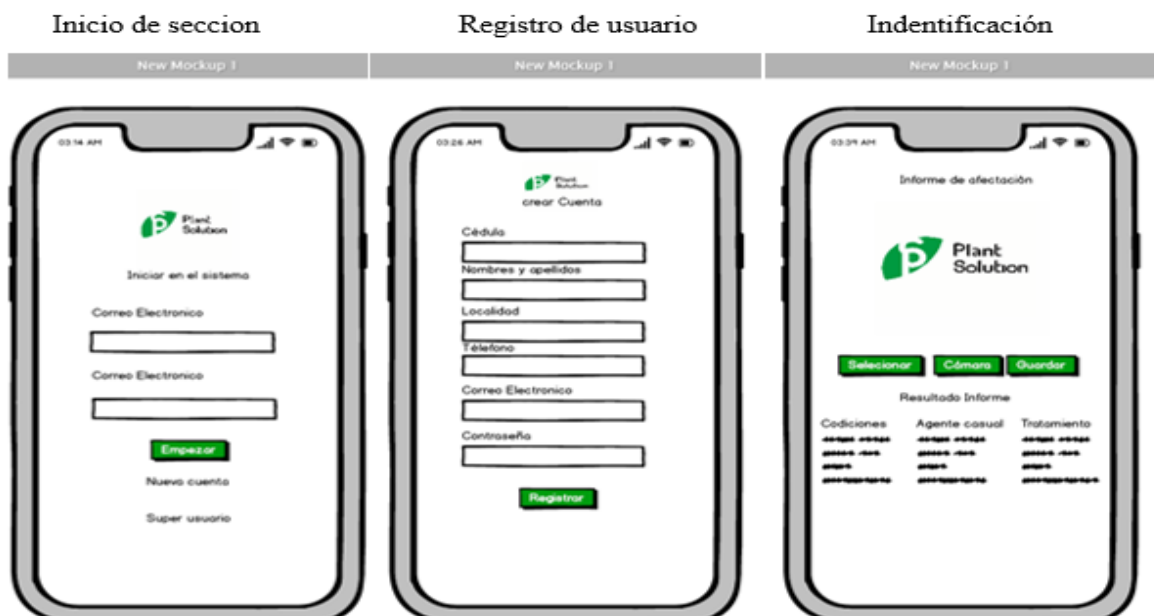 Inicio de seccion
Registro de usuario
Indentificación
New Mockup 1
New Mockup 1
New Mockup 1
03:14 AM
Plant
Solution
Iniciar en el sistema
Correo Electronico
Correo Electronico
Empezar
Nueva cuenta
Super usuario
03:26 AM
Plant
Solution
crear Cuenta
Cédula
Nombres y apellidos
Localidad
Télefono
Correo Electronico
Contraseña
Registrar
03:39 AM
Informe de afectación
Plant
Solution
Selecionar
Cámara
Guardar
Resultado Informe
Codiciones
Agente casual
Tratamiento